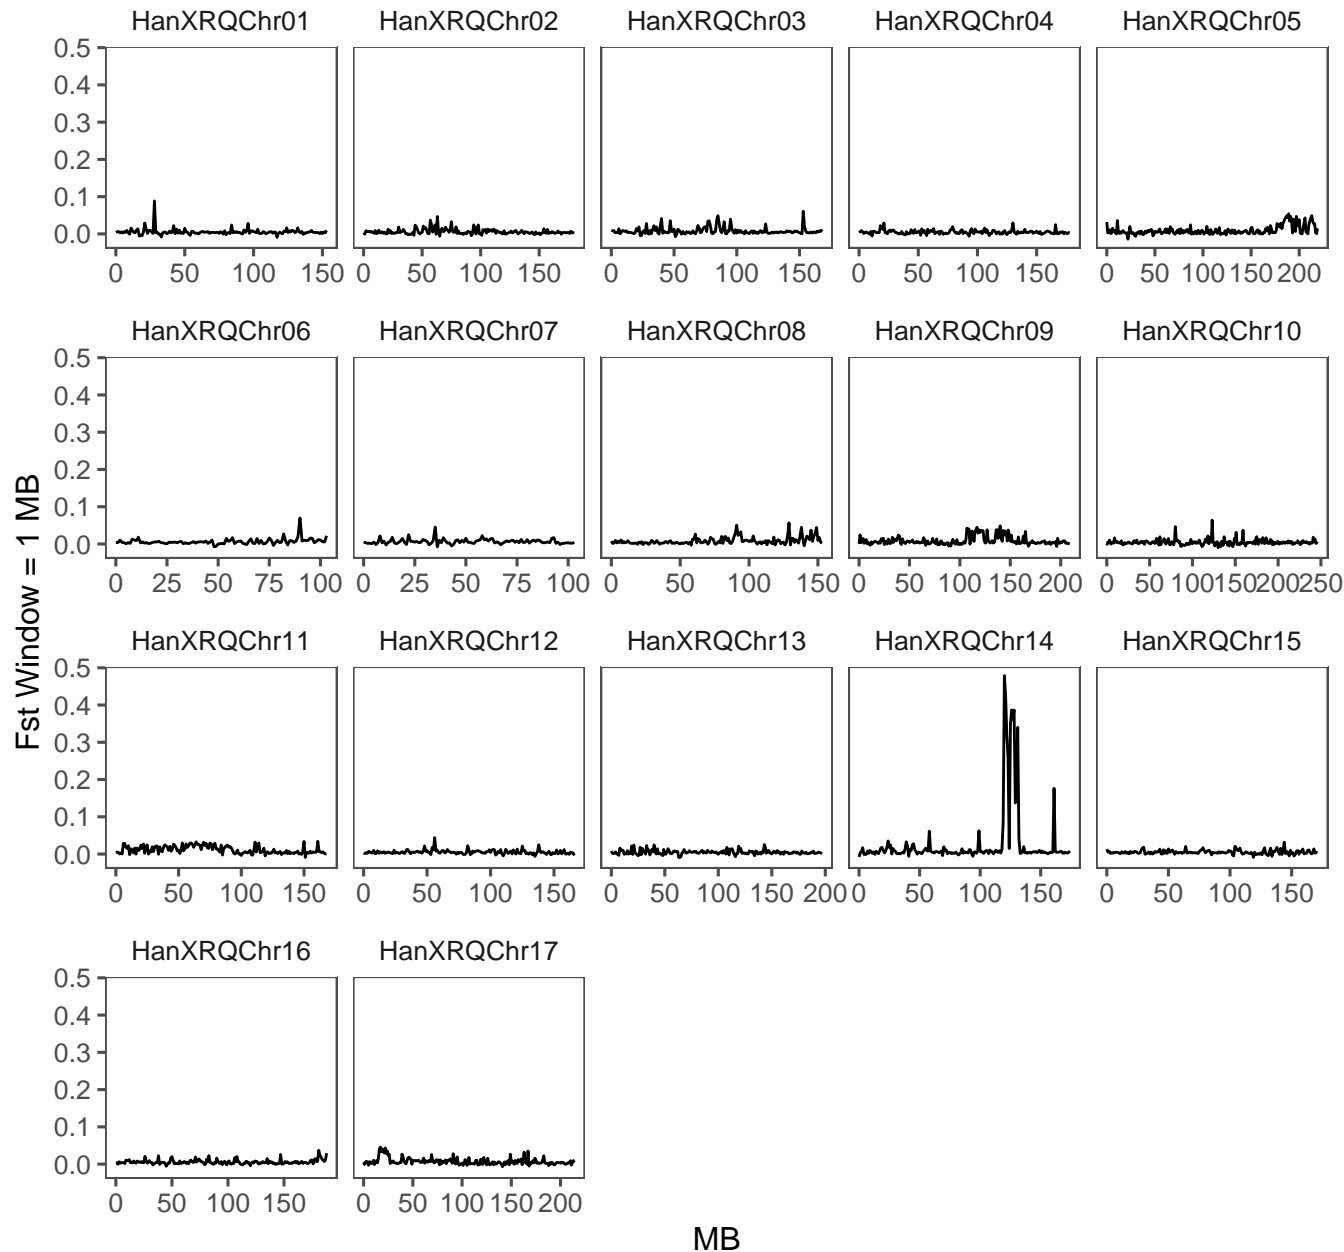 HanXRQChr01 HanXRQChr02 HanXRQChr03 HanXRQChr04 HanXRQChr05
0.5
0.4
0.3
0.2
0.1
0.0
0 50 100 150 0 50 100 150 0 50 100 150 0 50 100 150 0 50 100 150 200
HanXRQChr06 HanXRQChr07 HanXRQChr08 HanXRQChr09 HanXRQChr10
0.5
0.4
0.3
0.2
0.1
0.0
0 25 50 75 100 0 25 50 75 100 0 50 100 150 0 50 100 150 200 0 50 100 150 200 250
Fst Window = 1 MB
HanXRQChr11 HanXRQChr12 HanXRQChr13 HanXRQChr14 HanXRQChr15
0.5
0.4
0.3
0.2
0.1
0.0
0 50 100 150 0 50 100 150 0 50 100 150 200 0 50 100 150 0 50 100 150
HanXRQChr16 HanXRQChr17
0.5
0.4
0.3
0.2
0.1
0.0
0 50 100 150 0 50 100 150 200
MB